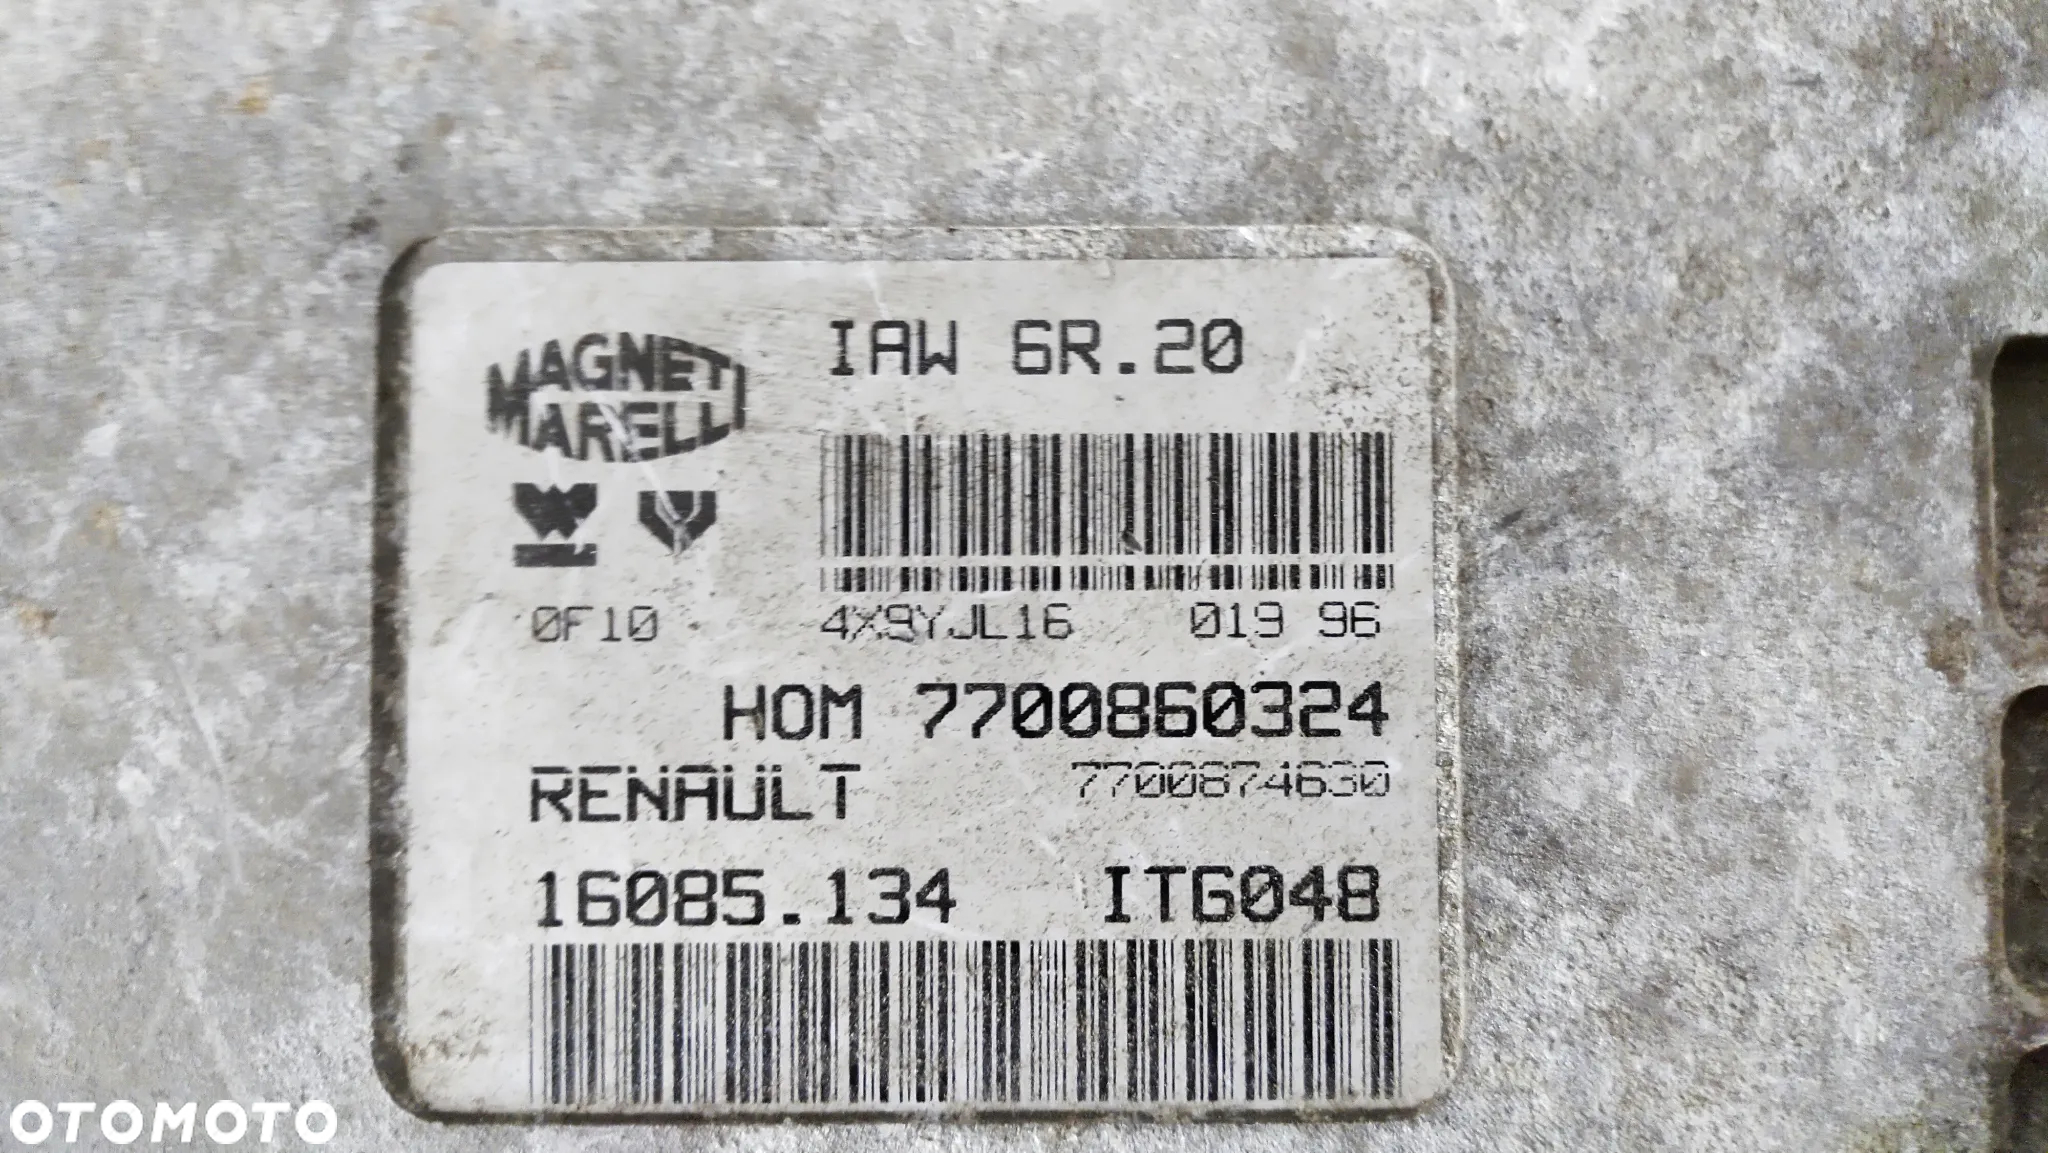 MAGNETI
MARELLI
IAW 6R.20
0F10 4X9YJL16 019 96
HOM 7700860324
RENAULT 7700874630
16085.134 ITG048
OTOMOTO